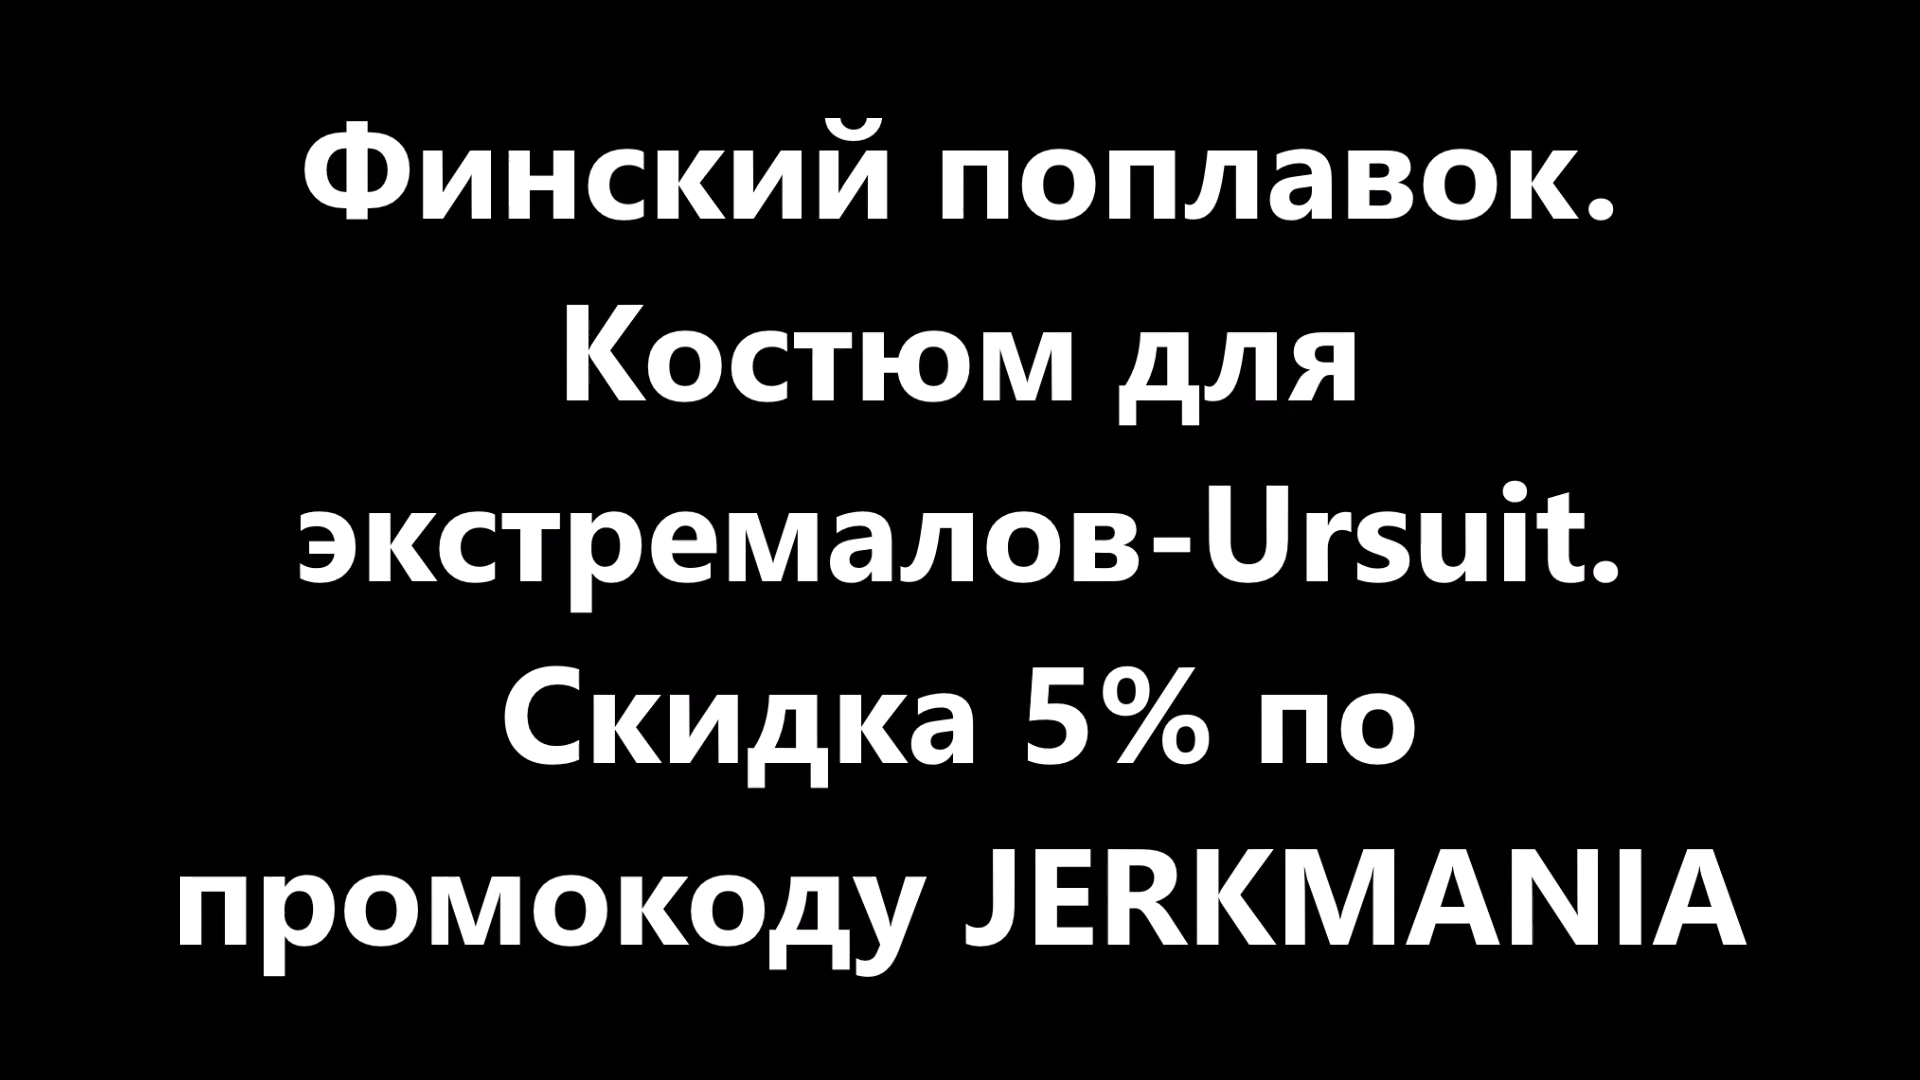 Финский поплавок.
Костюм для
экстремалов-Ursuit.
Скидка 5% по
промокоду JERKMANIA